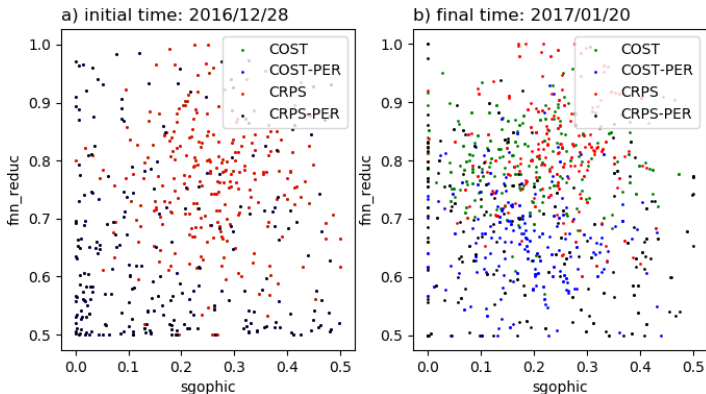 a) initial time: 2016/12/28
1.0
0.9
0.8
0.7
0.6
0.5
fnn_reduc
0.0
0.1
0.2
0.3
0.4
0.5
sgophic
COST
COST-PER
CRPS
CRPS-PER
b) final time: 2017/01/20
1.0
0.9
0.8
0.7
0.6
0.5
fnn_reduc
0.0
0.1
0.2
0.3
0.4
0.5
sgophic
COST
COST-PER
CRPS
CRPS-PER